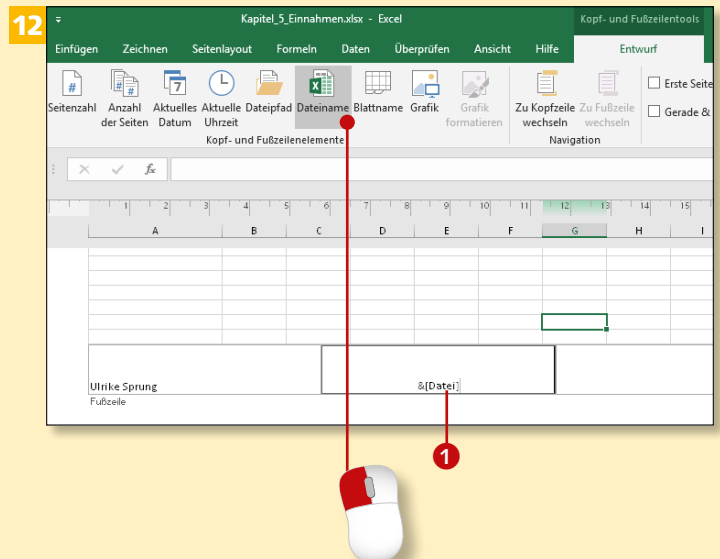 12
Kapitel_5_Einnahmen.xlsx - Excel
Kopf- und Fußzeilentools
Einfügen Zeichnen Seitenlayout Formeln Daten Überprüfen Ansicht Hilfe Entwurf
# # # 7 X
Seitenzahl Anzahl der Seiten Aktuelles Datum Aktuelle Uhrzeit Dateipfad Dateiname Blattname Grafik Grafik formatieren Zu Kopfzeile wechseln Zu Fußzeile wechseln
Erste Seite
Gerade &
Kopf- und Fußzeilenelemente Navigation
fx
1 2 3 4 5 6 7 8 9 10 11 12 13 14 15
A B C D E F G H I
Ulrike Sprung &[Datei]
Fußzeile
1